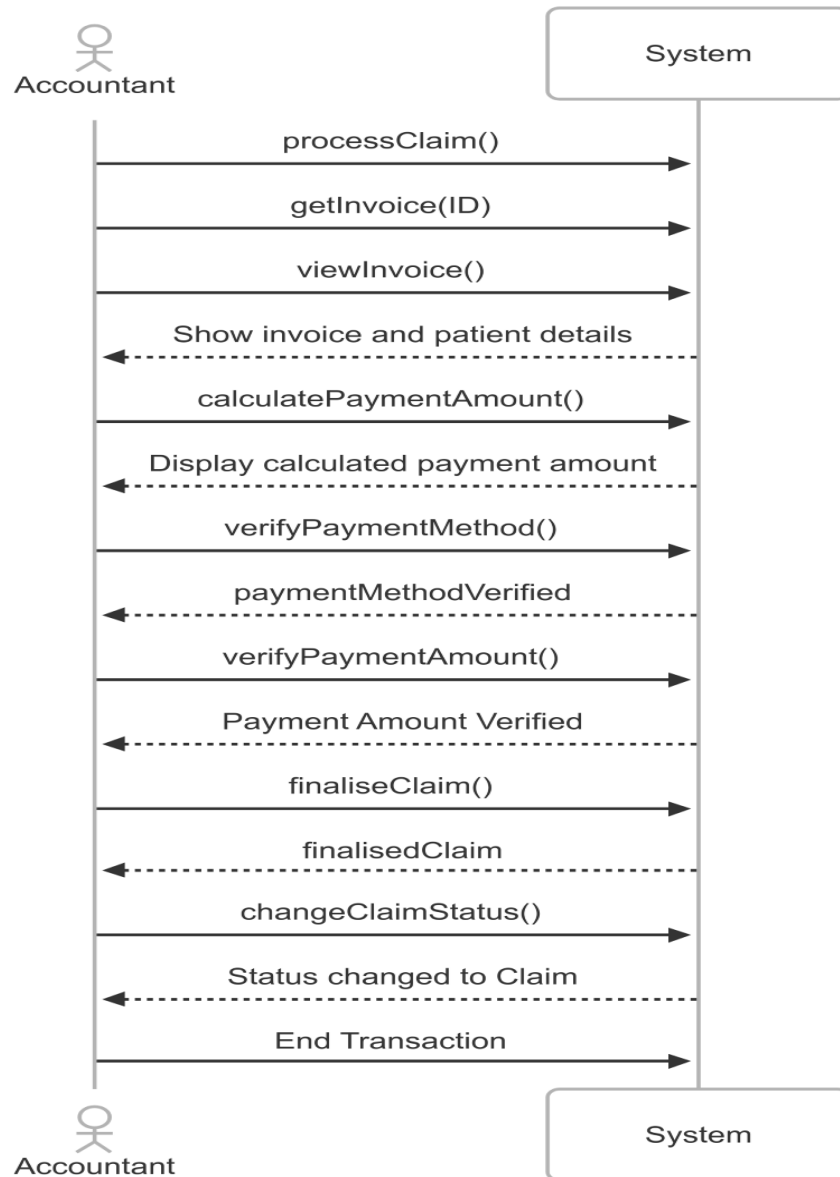 System
Accountant
processClaim()
getInvoice(ID)
viewInvoice()
Show invoice and patient details
calculatePaymentAmount()
Display calculated payment amount
verifyPaymentMethod()
paymentMethodVerified
verifyPaymentAmount()
Payment Amount Verified
finaliseClaim()
finalisedClaim
changeClaimStatus()
Status changed to Claim
End Transaction
System
Accountant